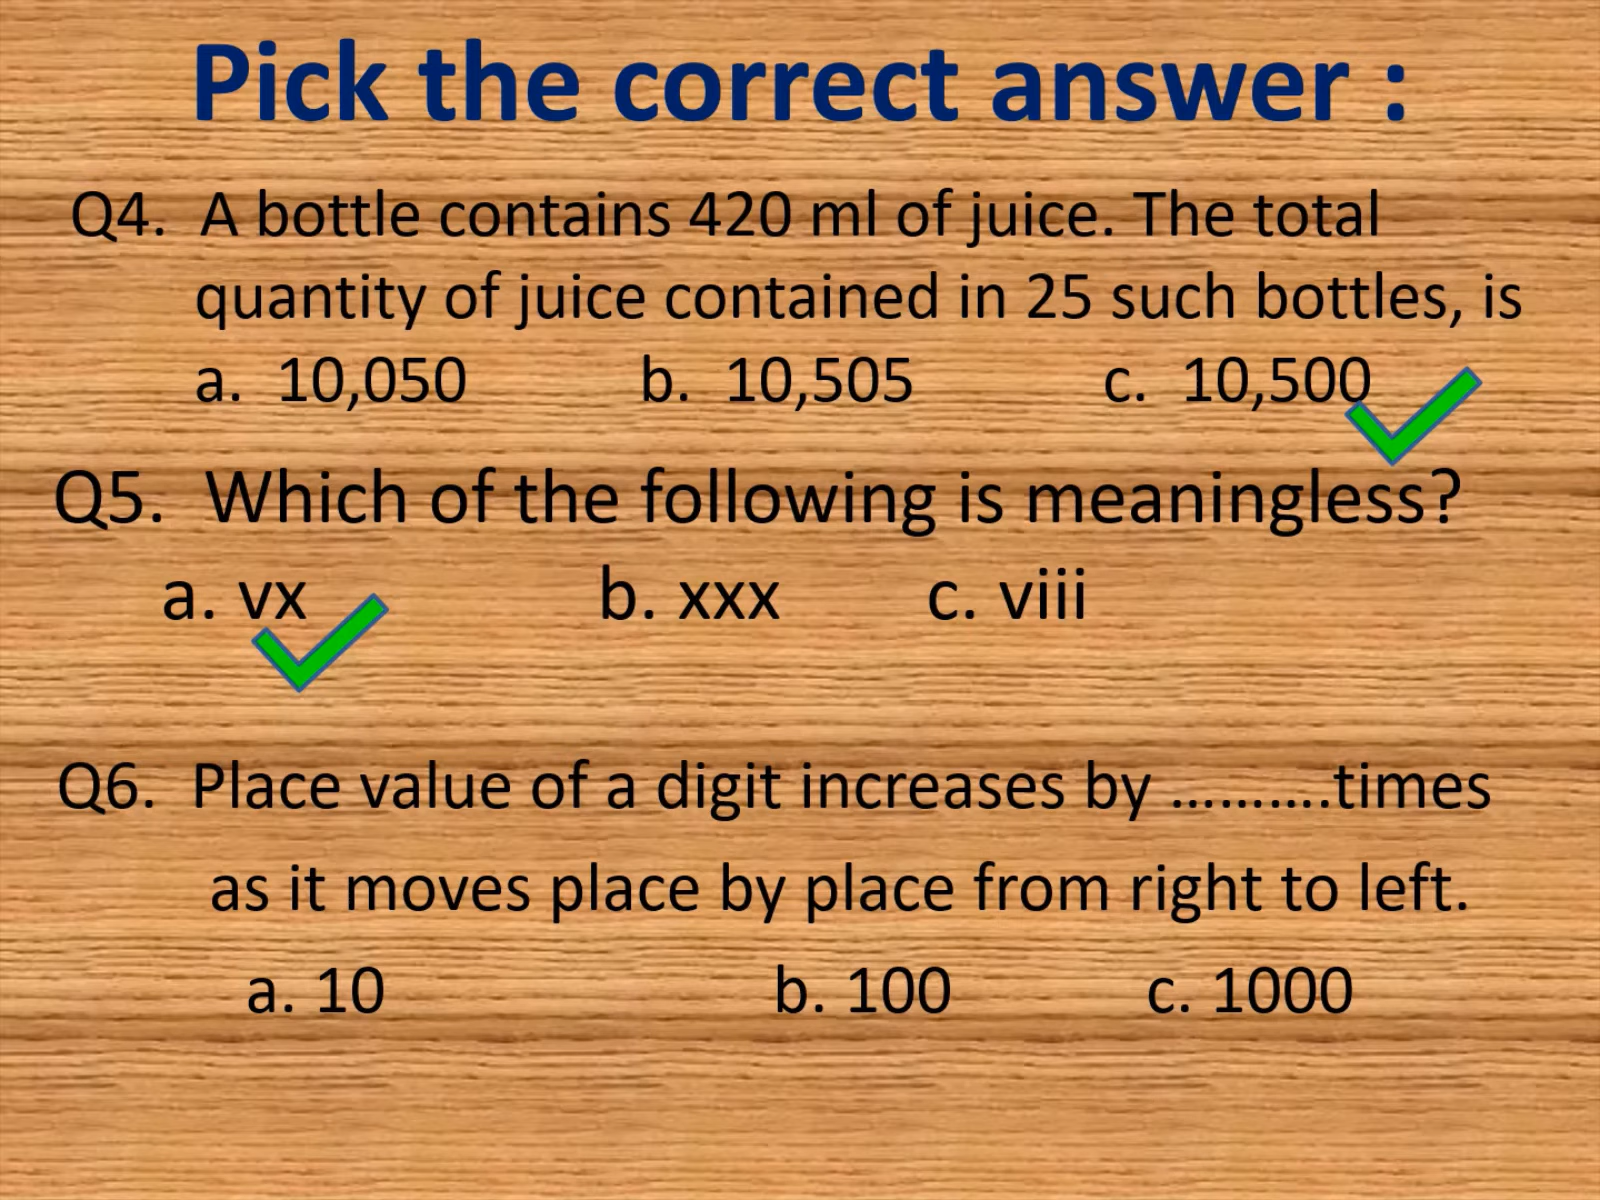 Pick the correct answer :
Q4. A bottle contains 420 ml of juice. The total
quantity of juice contained in 25 such bottles, is
a. 10,050 b. 10,505 c. 10,500
Q5. Which of the following is meaningless?
a. vx b. xxx c. viii
Q6. Place value of a digit increases by ..........times
as it moves place by place from right to left.
a. 10 b. 100 c. 1000